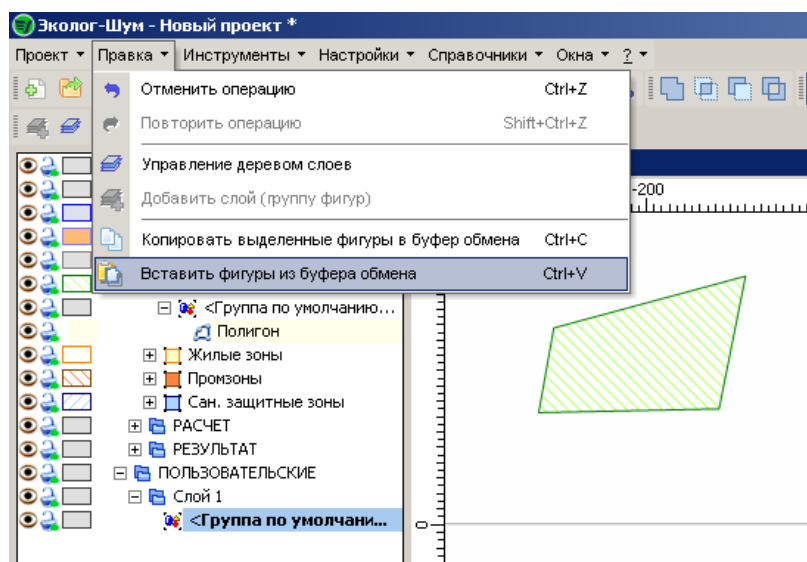 Эколог-Шум - Новый проект *
Проект Правка Инструменты Настройки Справочники Окна ?
Отменить операцию Ctrl+Z
Повторить операцию Shift+Ctrl+Z
Управление деревом слоев
Добавить слой (группу фигур)
Копировать выделенные фигуры в буфер обмена Ctrl+C
Вставить фигуры из буфера обмена Ctrl+V
-200
<Группа по умолчанию...
Полигон
Жилые зоны
Промзоны
Сан. защитные зоны
РАСЧЕТ
РЕЗУЛЬТАТ
ПОЛЬЗОВАТЕЛЬСКИЕ
Слой 1
<Группа по умолчани...
0